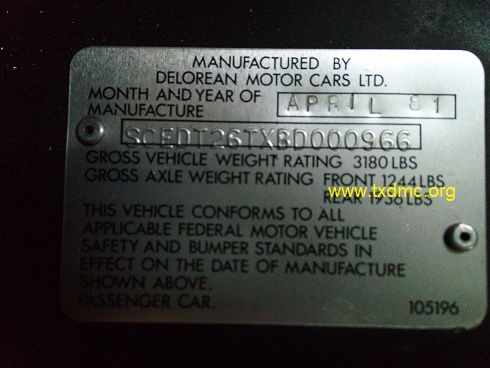 MANUFACTURED BY
DELOREAN MOTOR CARS LTD.
MONTH AND YEAR OF
MANUFACTURE APRIL 81
SCEDT26TXBD000966
GROSS VEHICLE WEIGHT RATING 3180 LBS
GROSS AXLE WEIGHT RATING FRONT 1244 LBS
www.txdmc.org
REAR 1936 LBS
THIS VEHICLE CONFORMS TO ALL
APPLICABLE FEDERAL MOTOR VEHICLE
SAFETY AND BUMPER STANDARDS IN
EFFECT ON THE DATE OF MANUFACTURE
SHOWN ABOVE.
PASSENGER CAR. 105196